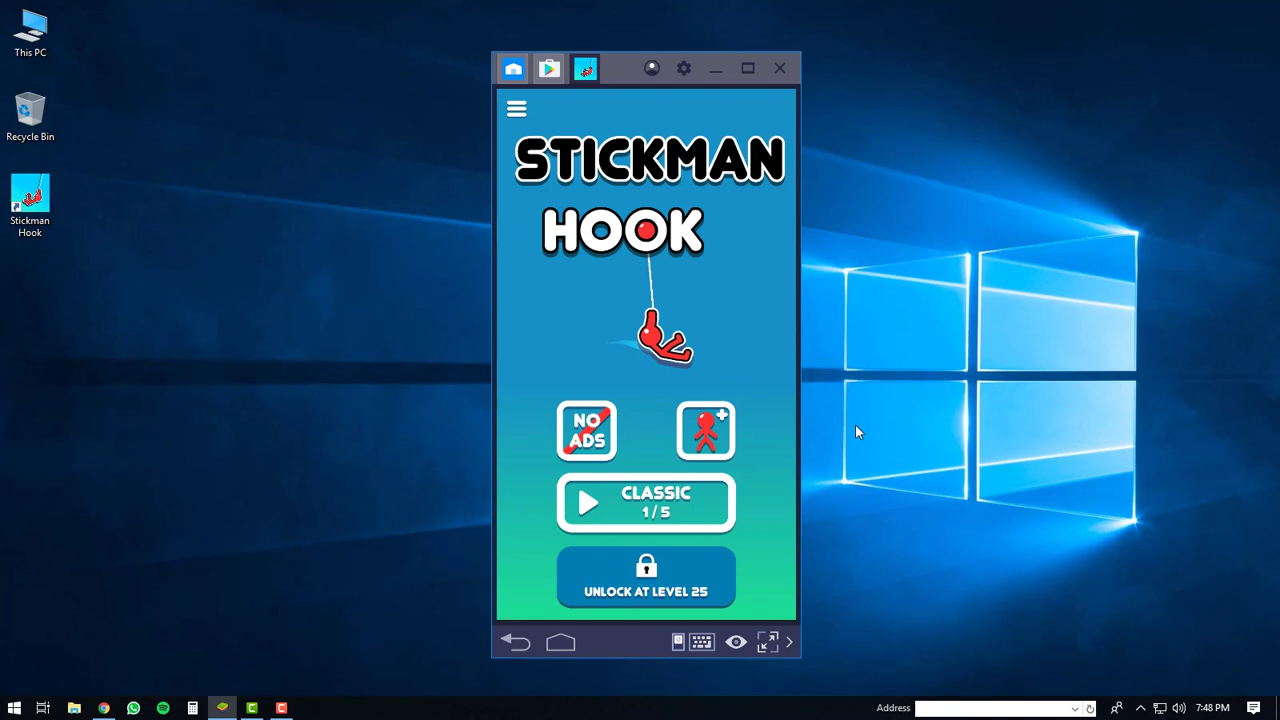 This PC
Recycle Bin
Stickman
Hook
STICKMAN
HOOK
NO
ADS
CLASSIC
1/5
UNLOCK AT LEVEL 25
Address
7:48 PM